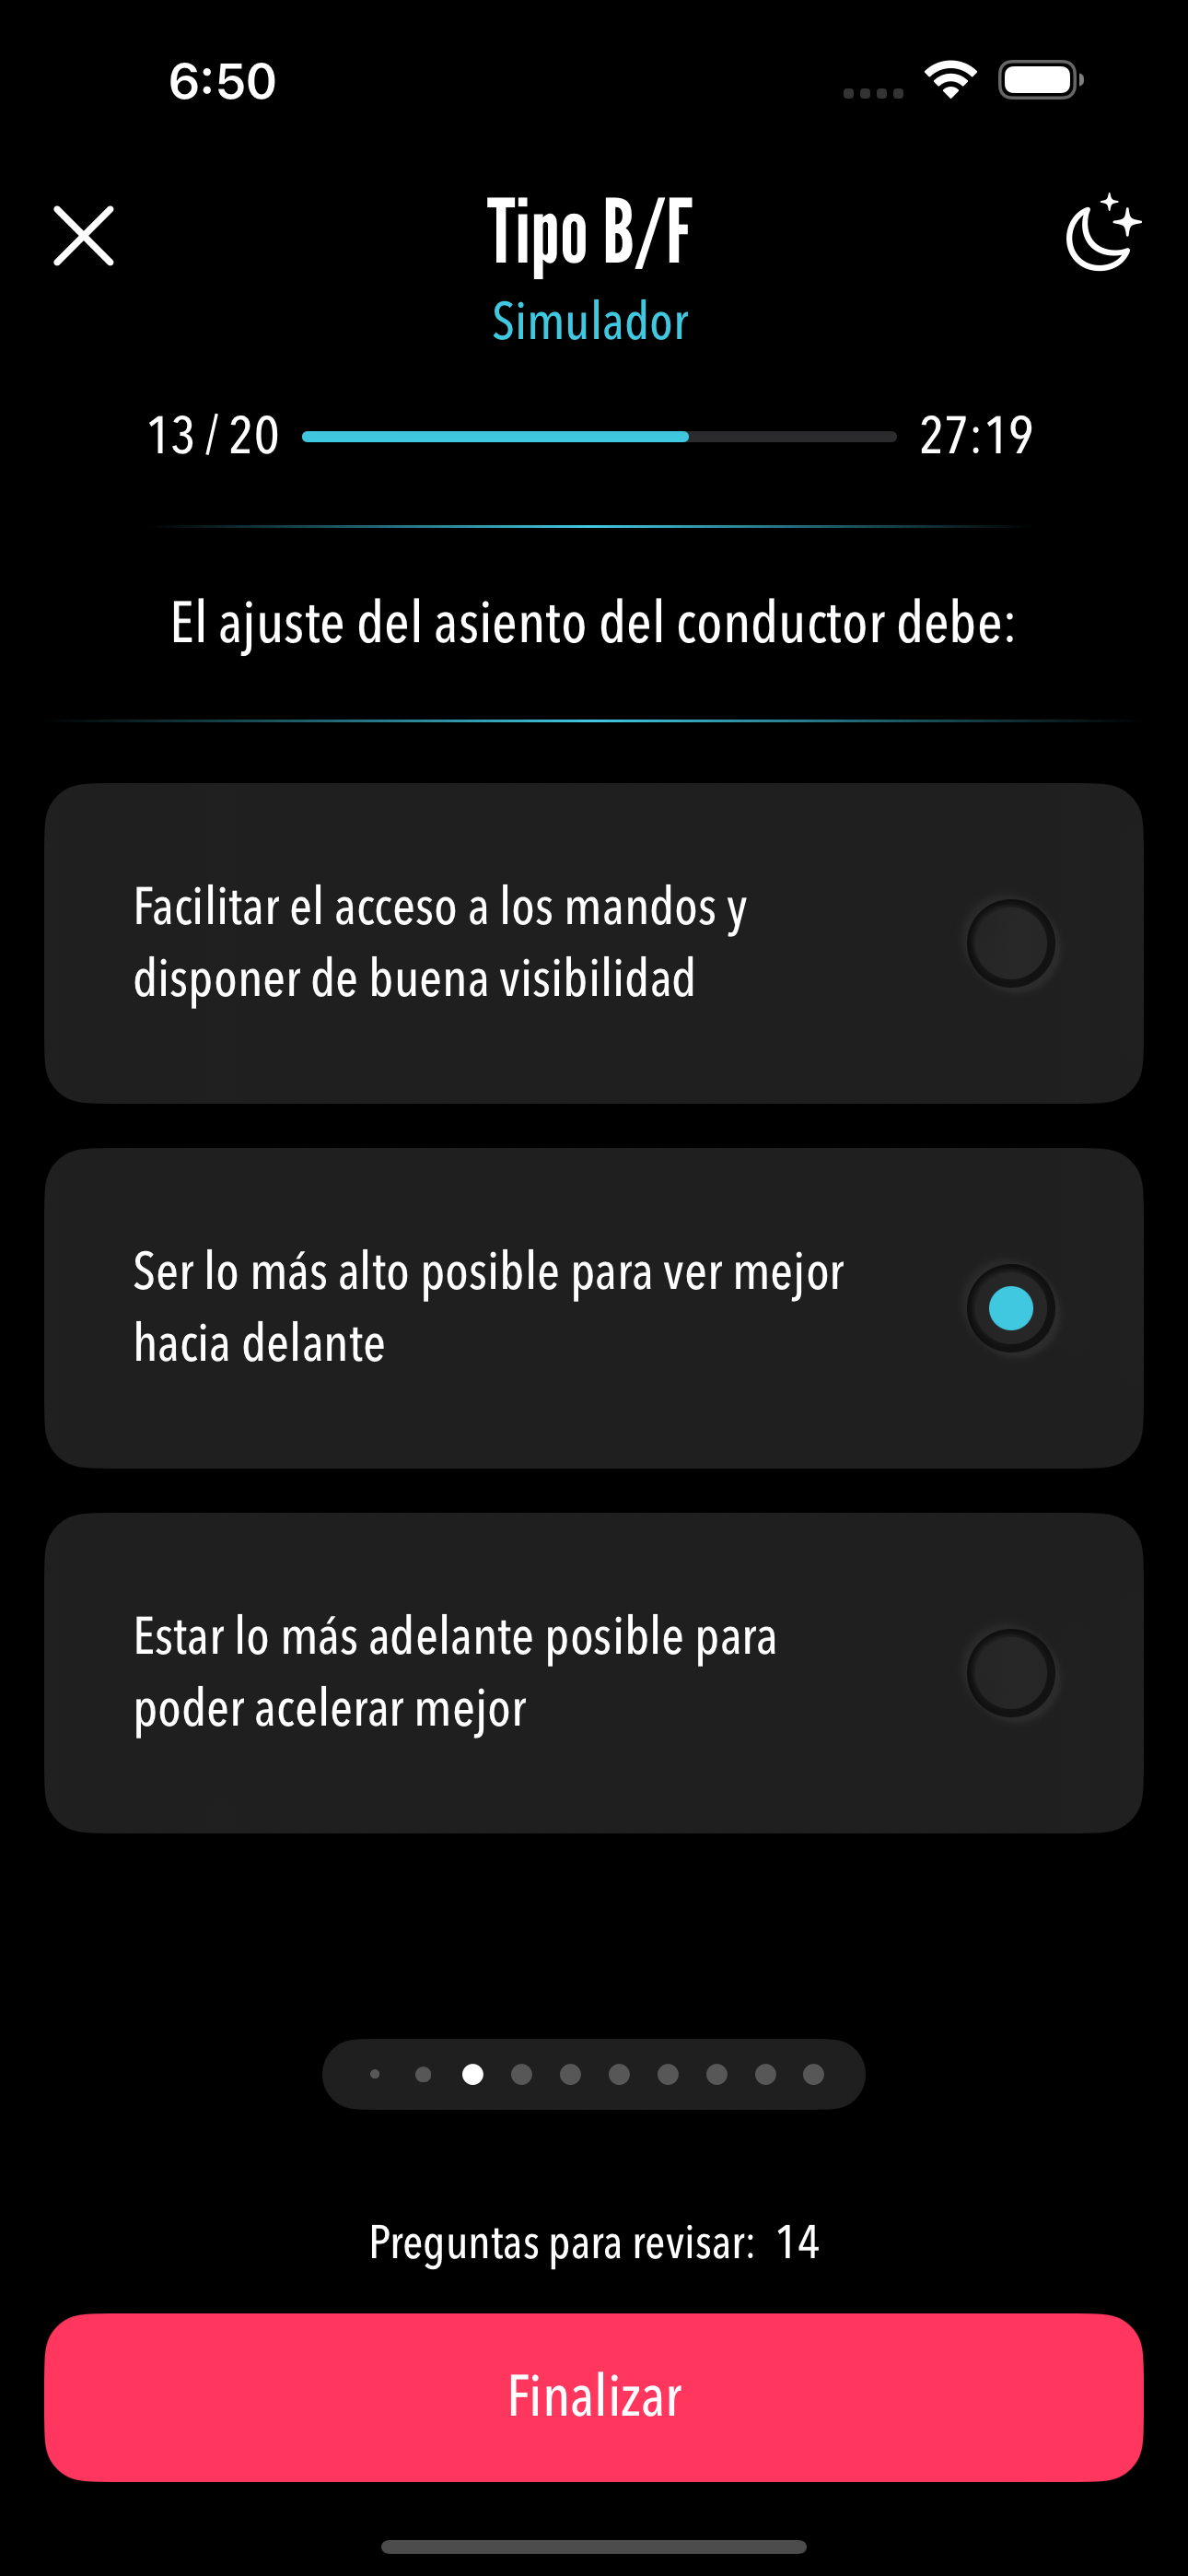 6:50
Tipo B/F
Simulador
13 / 20
27:19
El ajuste del asiento del conductor debe:
Facilitar el acceso a los mandos y
disponer de buena visibilidad
Ser lo más alto posible para ver mejor
hacia delante
Estar lo más adelante posible para
poder acelerar mejor
Preguntas para revisar: 14
Finalizar